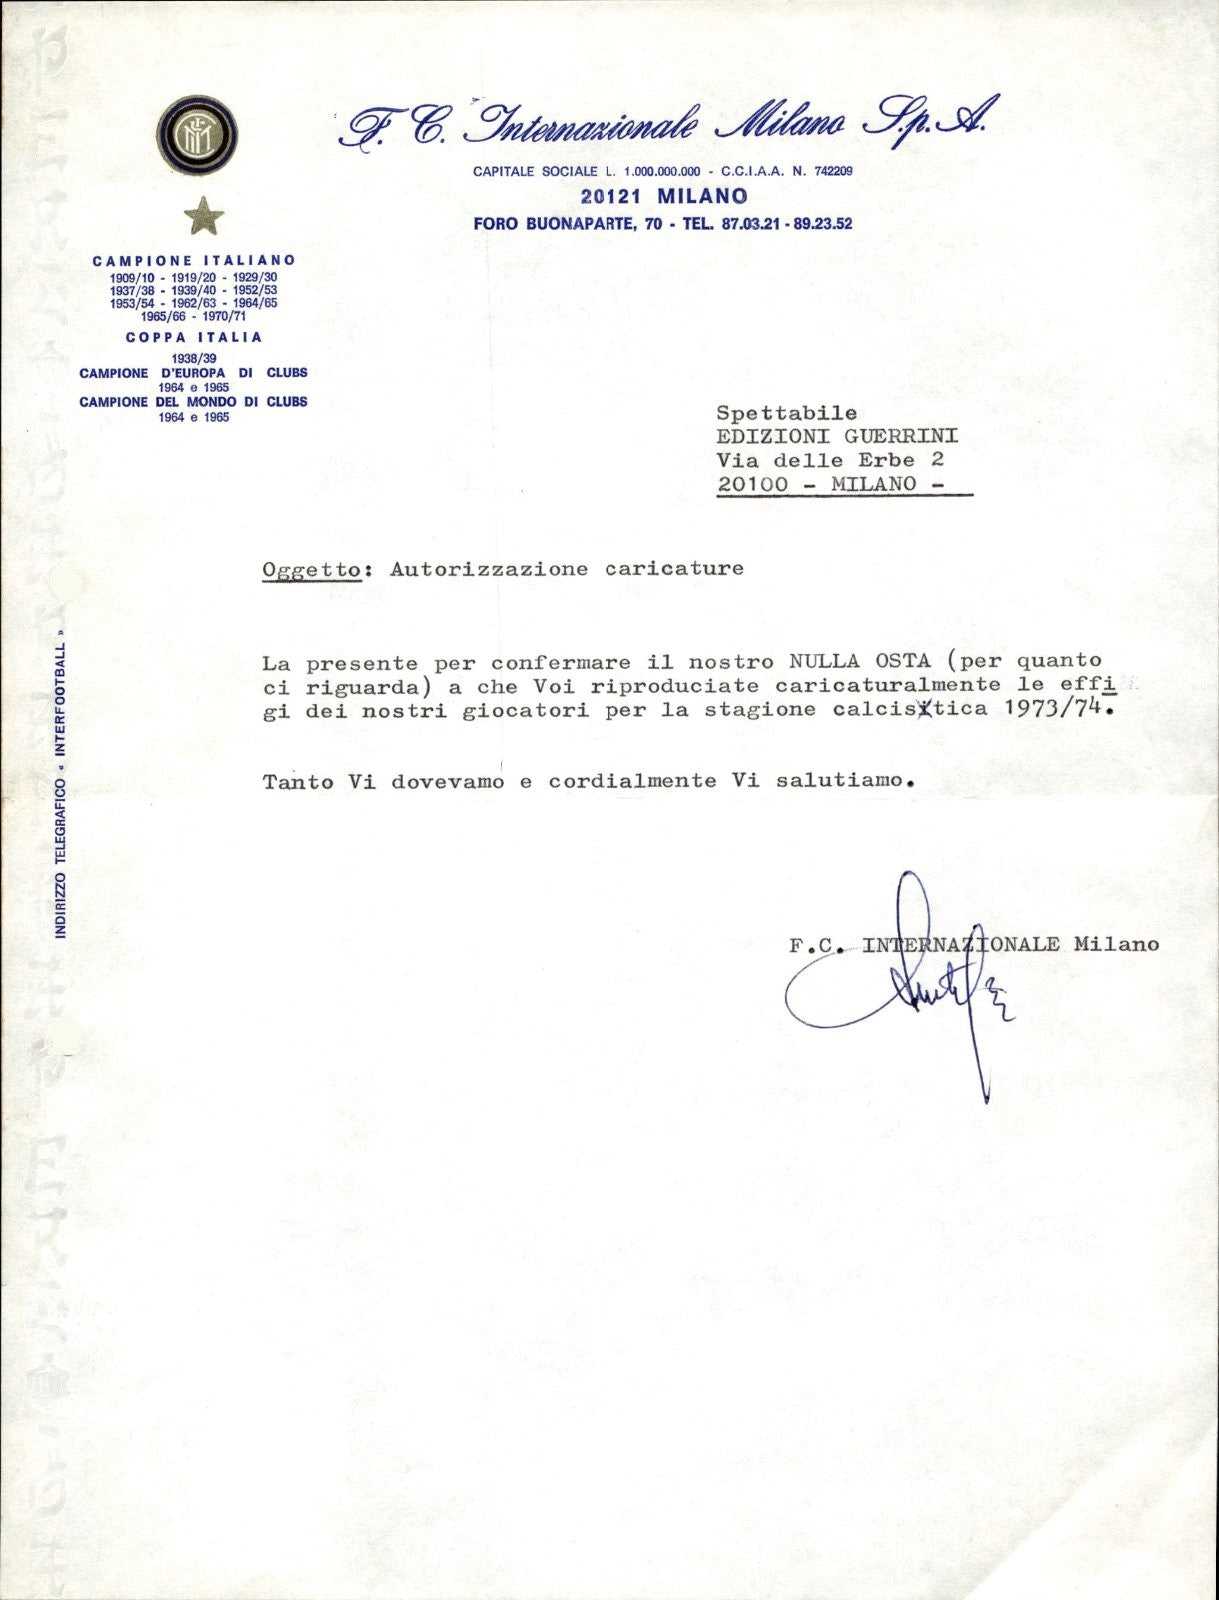 F. C. Internazionale Milano S.p.A.
CAPITALE SOCIALE L. 1.000.000.000 - C.C.I.A.A. N. 742209
20121 MILANO
FORO BUONAPARTE, 70 - TEL. 87.03.21 - 89.23.52
CAMPIONE ITALIANO
1909/10 - 1919/20 - 1929/30
1937/38 - 1939/40 - 1952/53
1953/54 - 1962/63 - 1964/65
1965/66 - 1970/71
COPPA ITALIA
1938/39
CAMPIONE D'EUROPA DI CLUBS
1964 e 1965
CAMPIONE DEL MONDO DI CLUBS
1964 e 1965
Spettabile
EDIZIONI GUERRINI
Via delle Erbe 2
20100 - MILANO -
Oggetto: Autorizzazione caricature
La presente per confermare il nostro NULLA OSTA (per quanto
ci riguarda) a che Voi riproduciate caricaturalmente le effi
gi dei nostri giocatori per la stagione calcistica 1973/74.
Tanto Vi dovevamo e cordialmente Vi salutiamo.
F.C. INTERNAZIONALE Milano
INDIRIZZO TELEGRAFICO « INTERFOOTBALL »